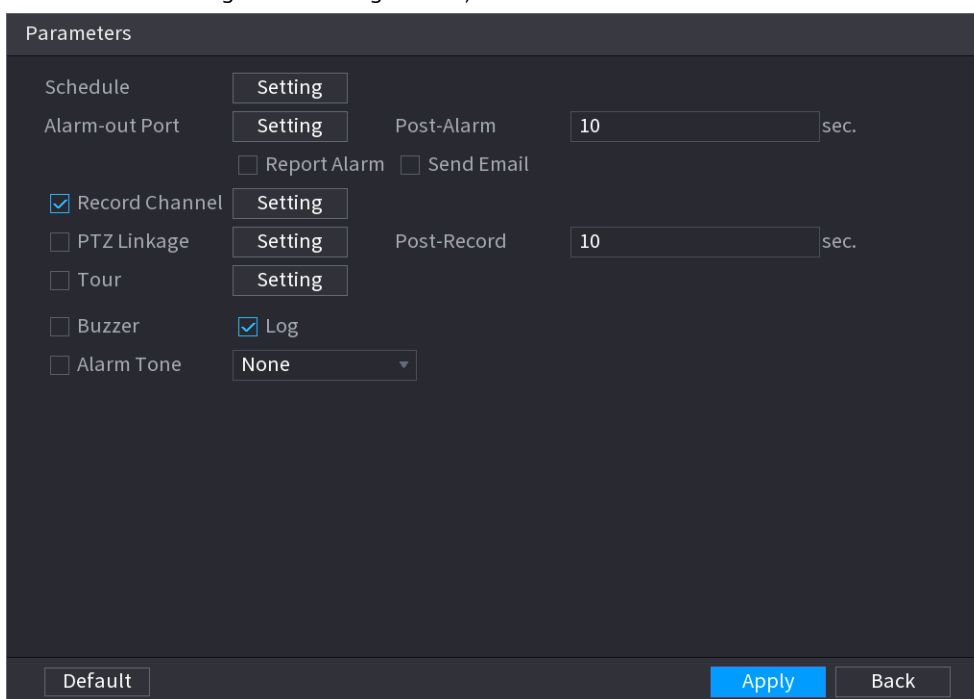 Parameters
Schedule Setting
Alarm-out Port Setting Post-Alarm 10 sec.
Report Alarm Send Email
Record Channel Setting
PTZ Linkage Setting Post-Record 10 sec.
Tour Setting
Buzzer Log
Alarm Tone None
Default Apply Back